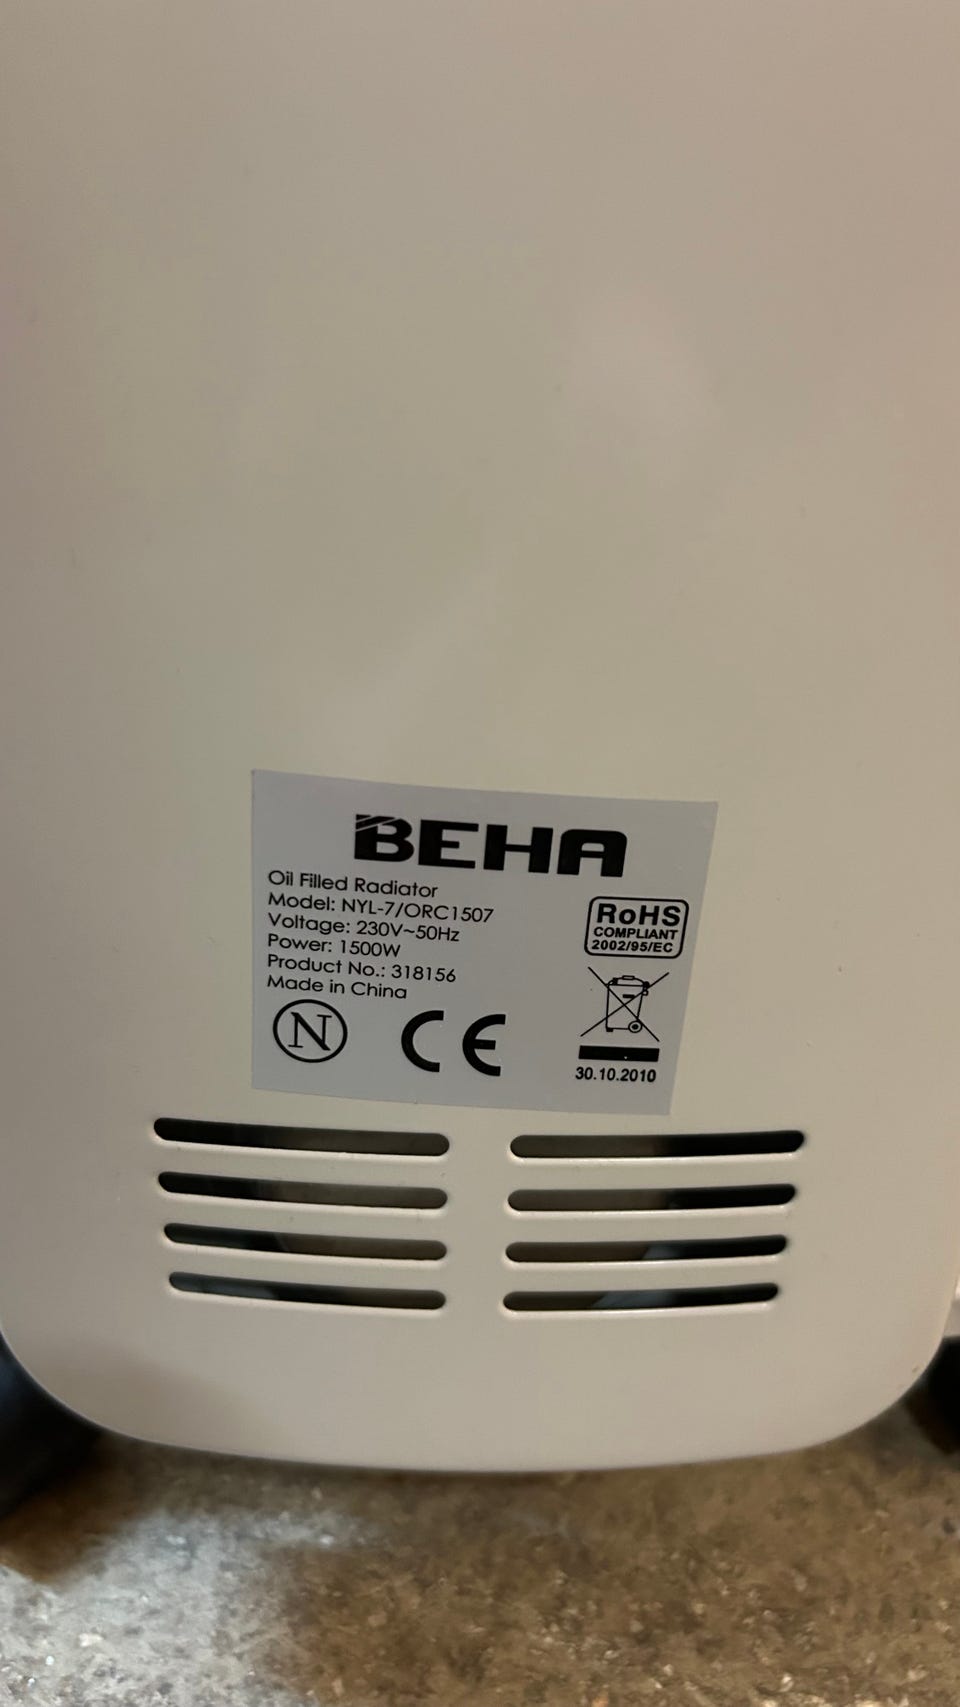 BEHA
Oil Filled Radiator
Model: NYL-7/ORC1507
Voltage: 230V~50Hz
Power: 1500W
Product No.: 318156
Made in China
N
CE
RoHS
COMPLIANT
2002/95/EC
30.10.2010